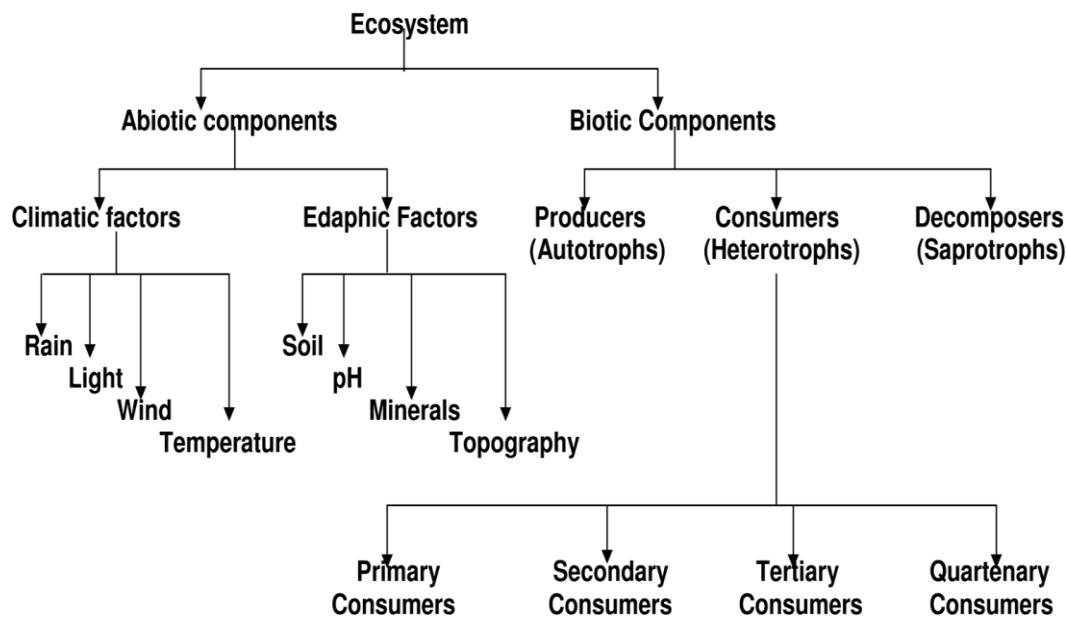 Ecosystem
Abiotic components
Biotic Components
Climatic factors
Edaphic Factors
Producers
(Autotrophs)
Consumers
(Heterotrophs)
Decomposers
(Saprotrophs)
Rain
Light
Wind
Temperature
Soil
pH
Minerals
Topography
Primary
Consumers
Secondary
Consumers
Tertiary
Consumers
Quartenary
Consumers